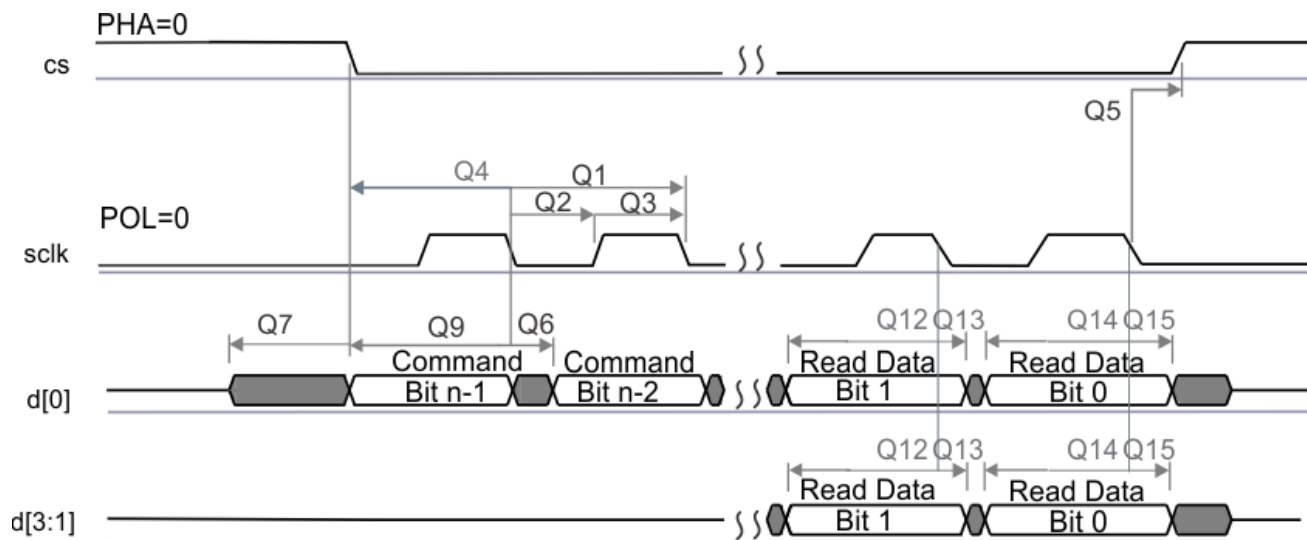 PHA=0
cs
Q5
Q4 Q1
Q2 Q3
POL=0
sclk
Q7 Q9 Q6 Q12 Q13 Q14 Q15
Command Command Read Data Read Data
d[0] Bit n-1 Bit n-2 Bit 1 Bit 0
Q12 Q13 Q14 Q15
Read Data Read Data
d[3:1] Bit 1 Bit 0